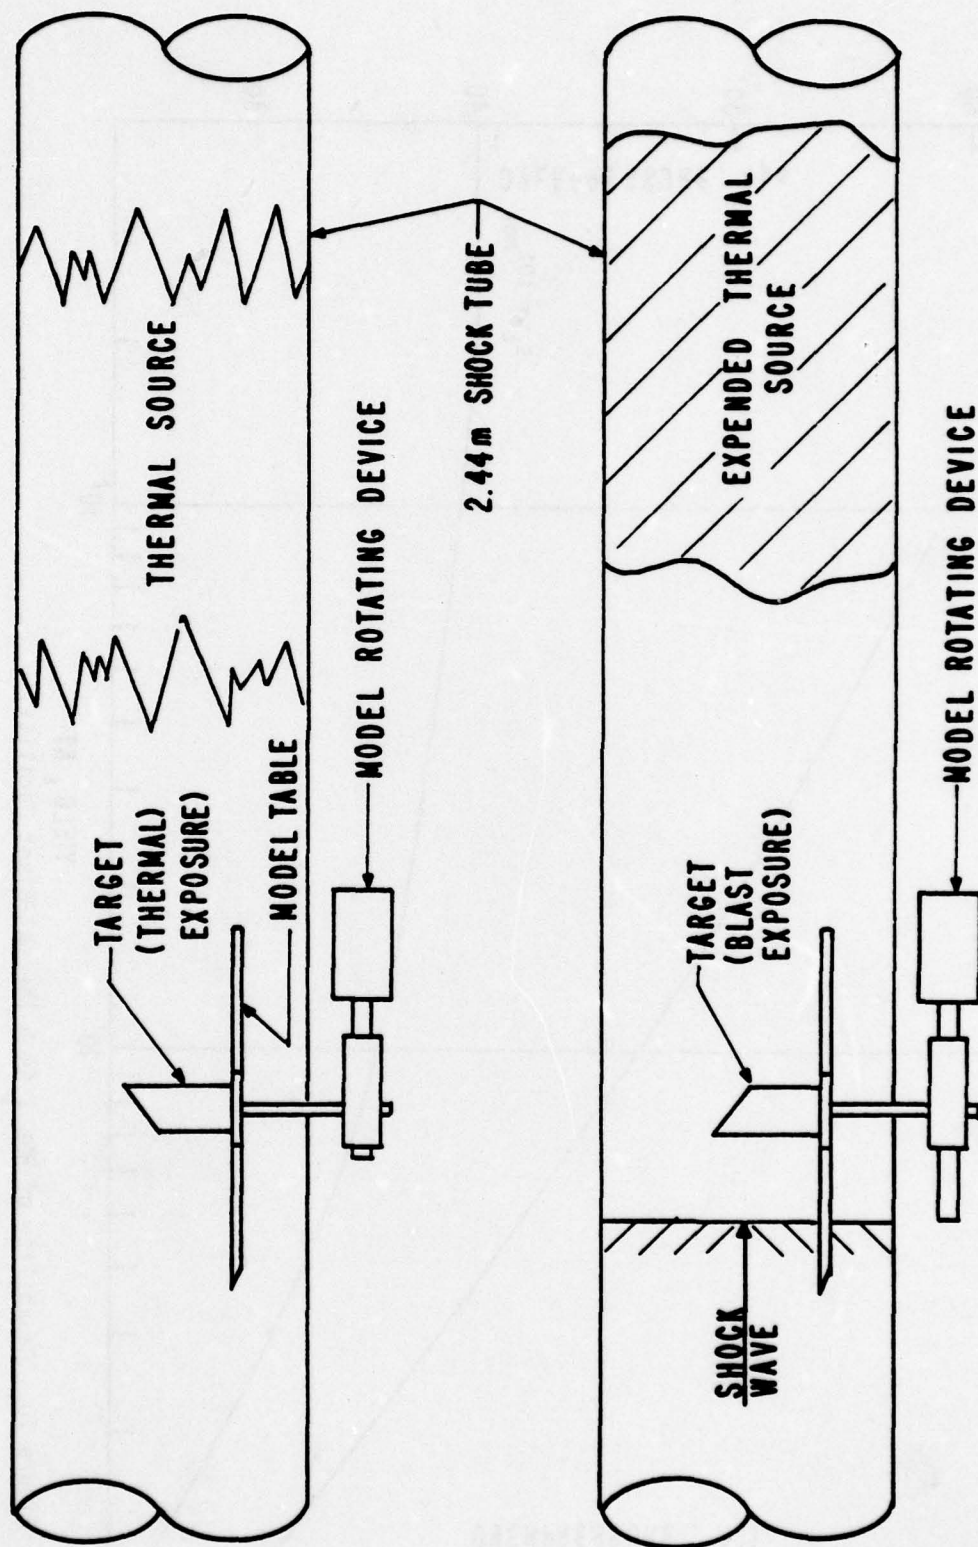 THERMAL SOURCE
TARGET
(THERMAL)
EXPOSURE)
MODEL TABLE
MODEL ROTATING DEVICE
2.44m SHOCK TUBE
EXPENDED THERMAL
SOURCE
TARGET
(BLAST
EXPOSURE)
SHOCK
WAVE
MODEL ROTATING DEVICE